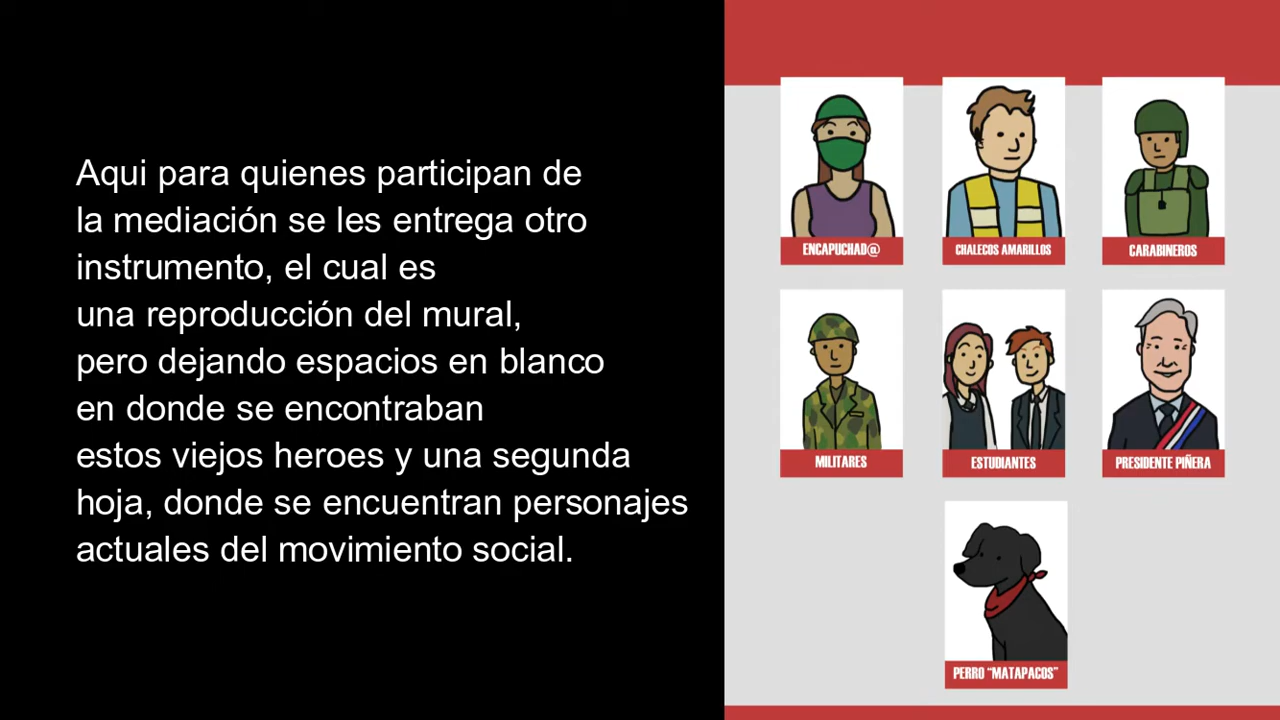 Aqui para quienes participan de
la mediación se les entrega otro
instrumento, el cual es
una reproducción del mural,
pero dejando espacios en blanco
en donde se encontraban
estos viejos heroes y una segunda
hoja, donde se encuentran personajes
actuales del movimiento social.
ENCAPUCHAD@
CHALECOS AMARILLOS
CARABINEROS
MILITARES
ESTUDIANTES
PRESIDENTE PIÑERA
PERRO “MATAPACOS”